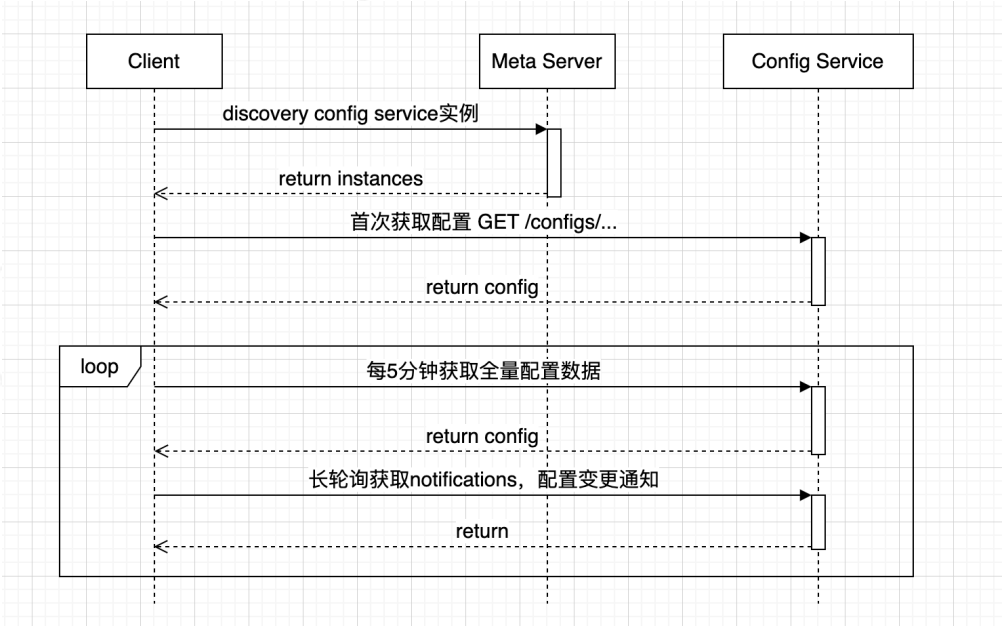 Client
Meta Server
Config Service
discovery config service实例
return instances
首次获取配置 GET /configs/...
return config
loop
每5分钟获取全量配置数据
return config
长轮询获取notifications，配置变更通知
return